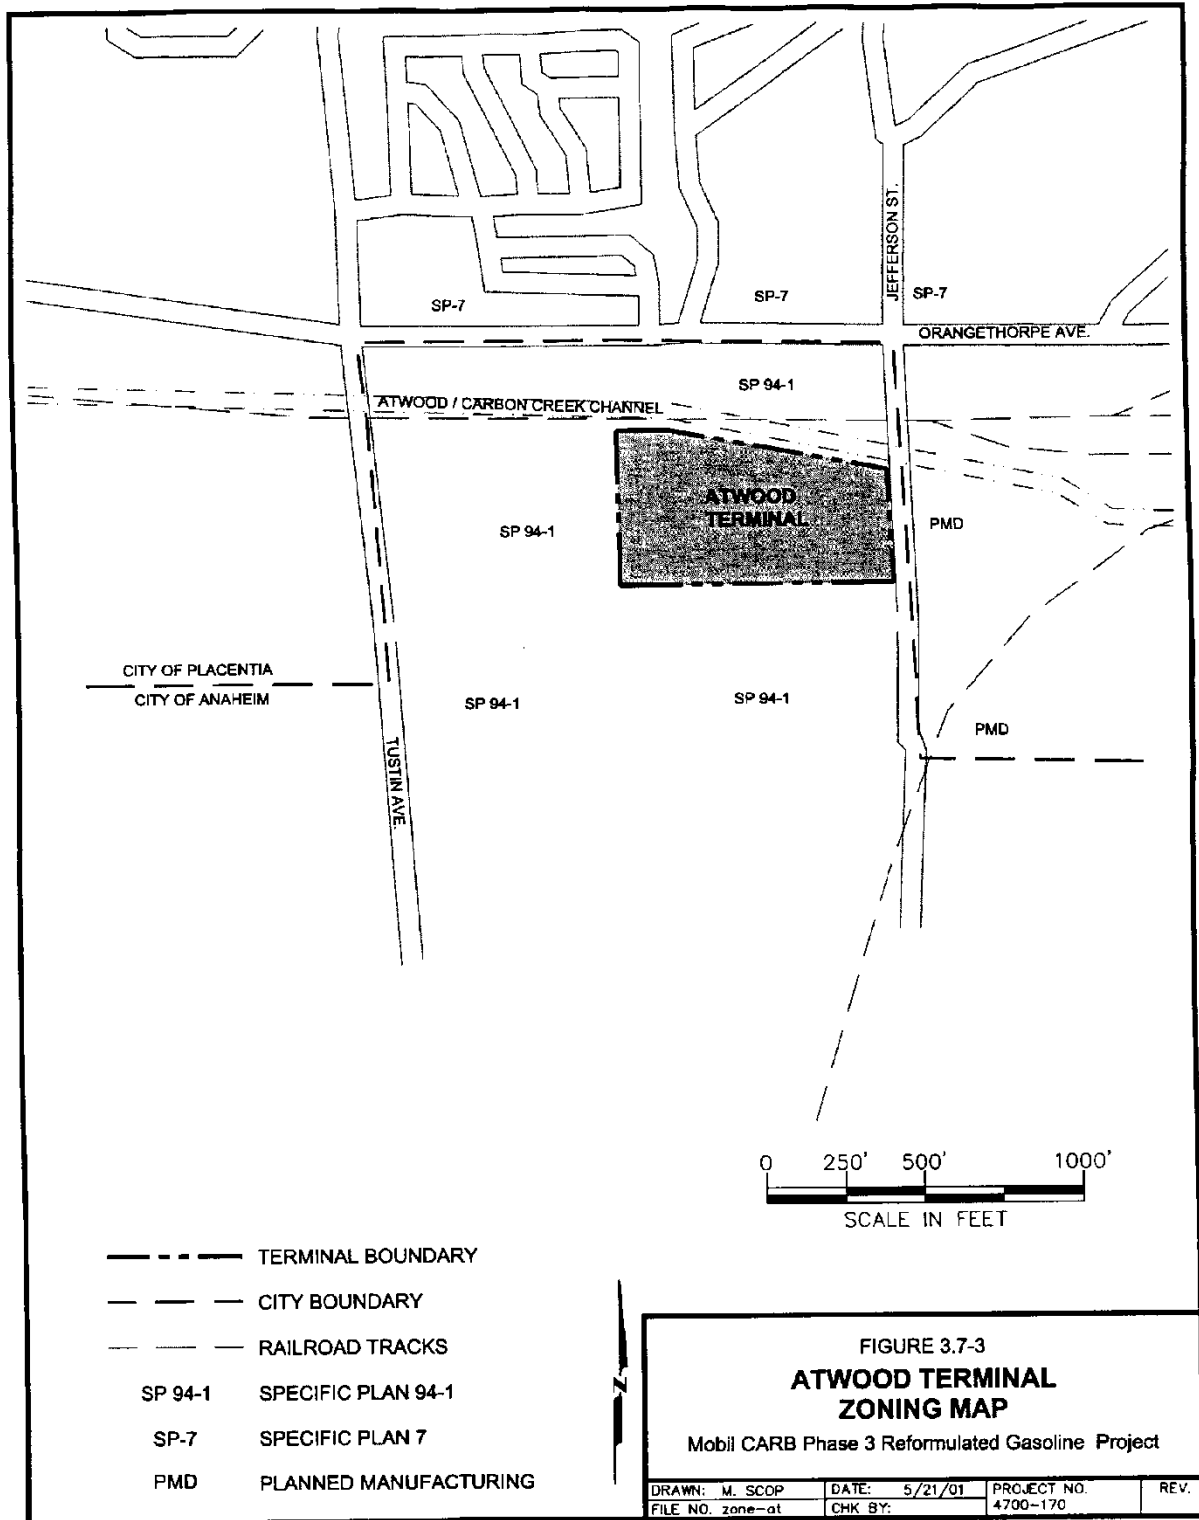 JEFFERSON ST.
SP-7
SP-7
SP-7
ORANGETHORPE AVE.
SP 94-1
ATWOOD / CARBON CREEK CHANNEL
ATWOOD
TERMINAL
SP 94-1
PMD
CITY OF PLACENTIA
CITY OF ANAHEIM
SP 94-1
SP 94-1
PMD
TUSTIN AVE.
0 250' 500' 1000'
SCALE IN FEET
TERMINAL BOUNDARY
CITY BOUNDARY
RAILROAD TRACKS
SP 94-1 SPECIFIC PLAN 94-1
SP-7 SPECIFIC PLAN 7
PMD PLANNED MANUFACTURING
N
FIGURE 3.7-3
ATWOOD TERMINAL
ZONING MAP
Mobil CARB Phase 3 Reformulated Gasoline Project
DRAWN: M. SCOP DATE: 5/21/01 PROJECT NO. REV.
FILE NO. zone-at CHK BY: 4700-170